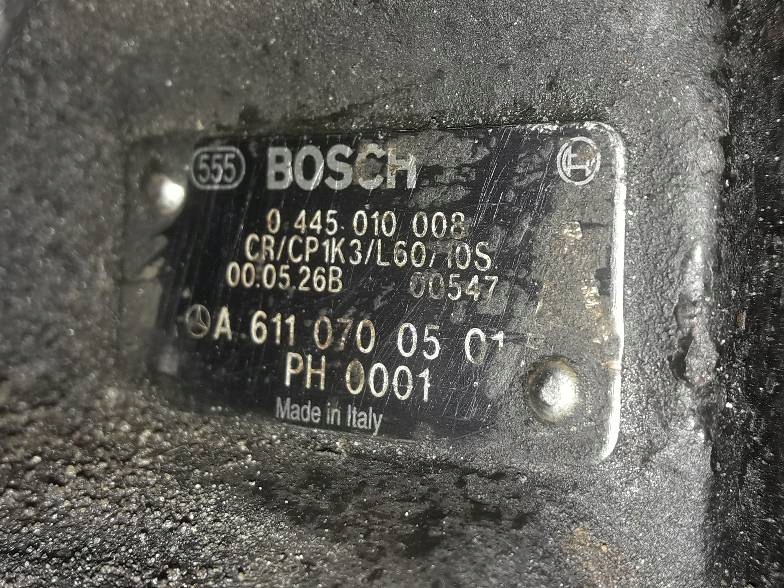 555 BOSCH
0 445 010 008
CR/CP1K3/L60/10S
00.05.26B 00547
A 611 070 05 01
PH 0001
Made in Italy